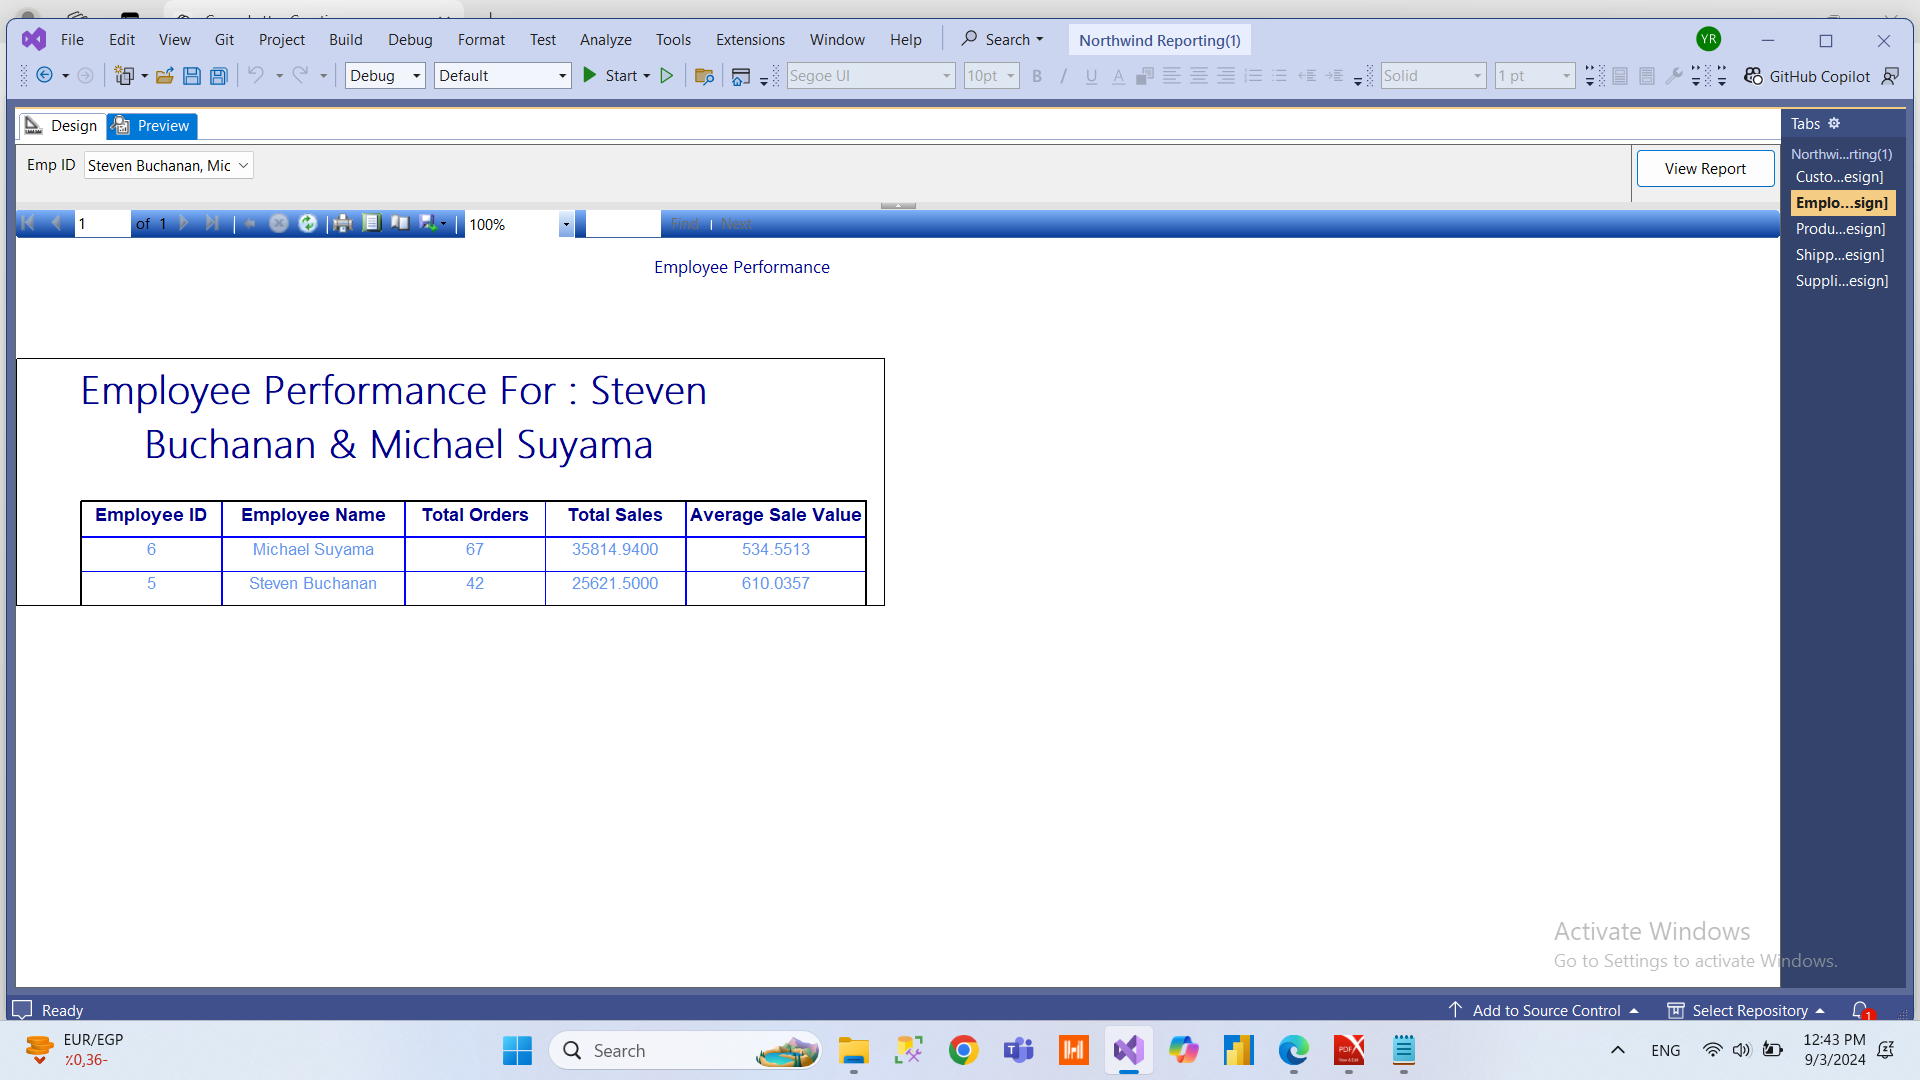 File Edit View Git Project Build Debug Format Test Analyze Tools Extensions Window Help Search Northwind Reporting(1) YR
Debug Default Start Segoe UI 10pt B I U A Solid 1 pt GitHub Copilot
Design Preview
Tabs
Northwi...rting(1)
Custo...esign]
Emplo...sign]
Produ...esign]
Shipp...esign]
Suppli...esign]
Emp ID Steven Buchanan, Mic View Report
1 of 1 100% Find | Next
Employee Performance
Employee Performance For : Steven
Buchanan & Michael Suyama
Employee ID Employee Name Total Orders Total Sales Average Sale Value
6 Michael Suyama 67 35814.9400 534.5513
5 Steven Buchanan 42 25621.5000 610.0357
Activate Windows
Go to Settings to activate Windows.
Ready Add to Source Control Select Repository 1
EUR/EGP
٪0,36-
Search
ENG
12:43 PM
9/3/2024